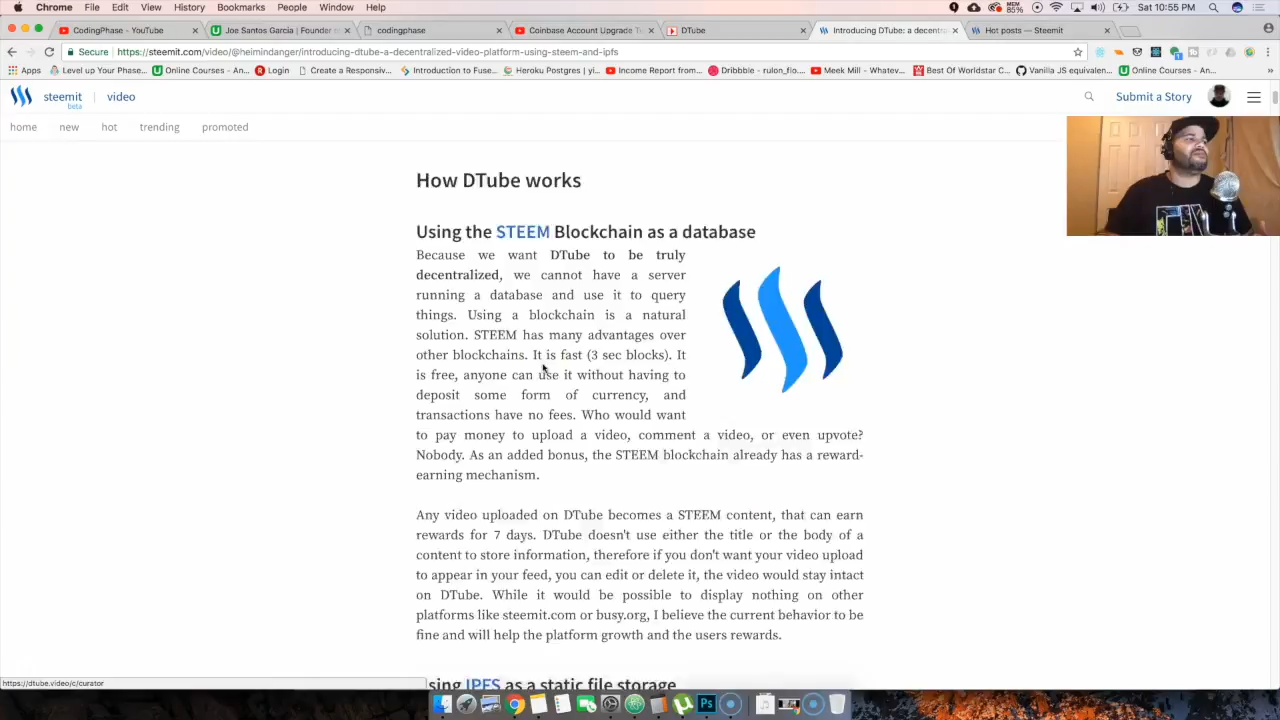 Chrome File Edit View History Bookmarks People Window Help MEM 85% Sat 10:55 PM
CodingPhase - YouTube Joe Santos Garcia | Founder codingphase Coinbase Account Upgrade DTube Introducing DTube: a decentra Hot posts — Steemit
Secure https://steemit.com/video/@heimindanger/introducing-dtube-a-decentralized-video-platform-using-steem-and-ipfs
Apps Level up Your Phase... Online Courses - An... Login Create a Responsiv... Introduction to Fuse... Heroku Postgres | yi... Income Report from... Dribbble - rulon_flo... Meek Mill - Whatev... Best Of Worldstar C... Vanilla JS equivalen... Online Courses - An... »
steemit beta video Submit a Story
home new hot trending promoted
How DTube works
Using the STEEM Blockchain as a database
Because we want DTube to be truly
decentralized, we cannot have a server
running a database and use it to query
things. Using a blockchain is a natural
solution. STEEM has many advantages over
other blockchains. It is fast (3 sec blocks). It
is free, anyone can use it without having to
deposit some form of currency, and
transactions have no fees. Who would want
to pay money to upload a video, comment a video, or even upvote?
Nobody. As an added bonus, the STEEM blockchain already has a reward-
earning mechanism.
Any video uploaded on DTube becomes a STEEM content, that can earn
rewards for 7 days. DTube doesn't use either the title or the body of a
content to store information, therefore if you don't want your video upload
to appear in your feed, you can edit or delete it, the video would stay intact
on DTube. While it would be possible to display nothing on other
platforms like steemit.com or busy.org, I believe the current behavior to be
fine and will help the platform growth and the users rewards.
Using IPFS as a static file storage
https://dtube.video/c/curator
Ps